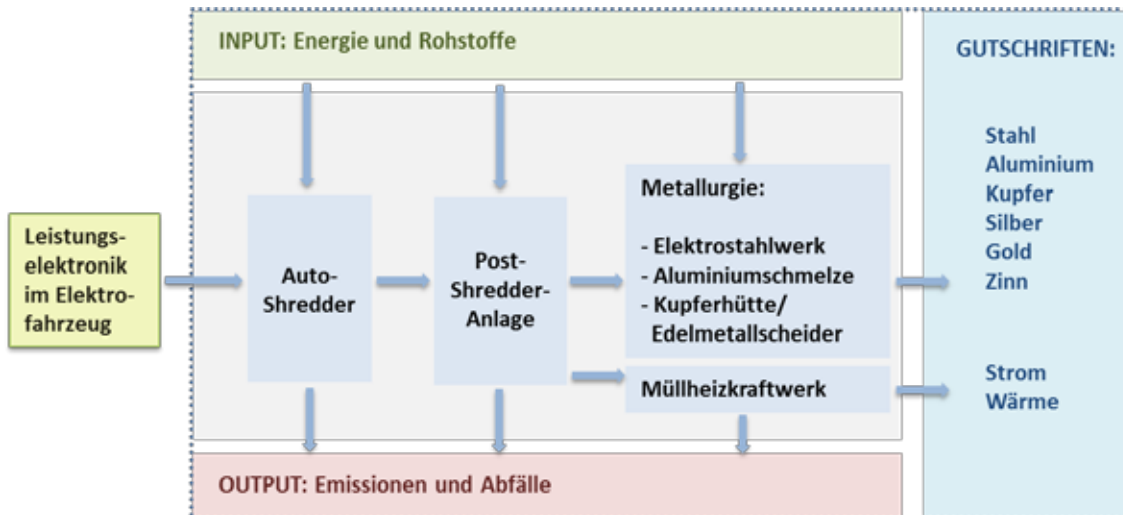 INPUT: Energie und Rohstoffe
GUTSCHRIFTEN:
Stahl
Aluminium
Kupfer
Silber
Gold
Zinn
Strom
Wärme
Leistungs-
elektronik
im Elektro-
fahrzeug
Auto-
Shredder
Post-
Shredder-
Anlage
Metallurgie:
- Elektrostahlwerk
- Aluminiumschmelze
- Kupferhütte/
Edelmetallscheider
Müllheizkraftwerk
OUTPUT: Emissionen und Abfälle